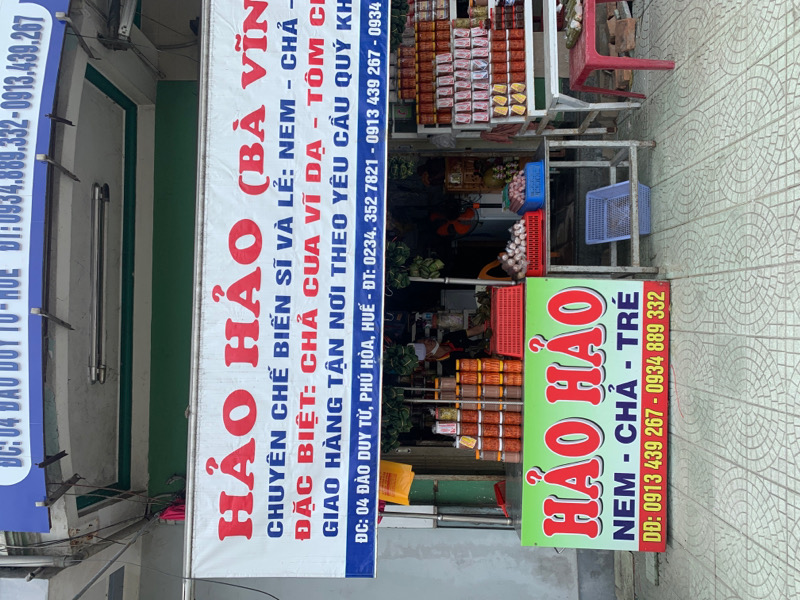 ĐC: 04 ĐÀO DUY TỪ - HUẾ ĐT: 0934.889.332-0913.439.267
HẢO HẢO (BÀ VĨN
CHUYÊN CHẾ BIẾN SĨ VÀ LẺ: NEM - CHẢ -
ĐẶC BIỆT: CHẢ CUA VĨ DẠ - TÔM C
GIAO HÀNG TẬN NƠI THEO YÊU CẦU QUÝ KH
ĐC: 04 ĐÀO DUY TỪ, PHÚ HÒA, HUẾ - ĐT: 0234. 352 7821 - 0913 439 267 - 0934
HẢO HẢO
NEM - CHẢ - TRÉ
DĐ: 0913 439 267 - 0934 889 332